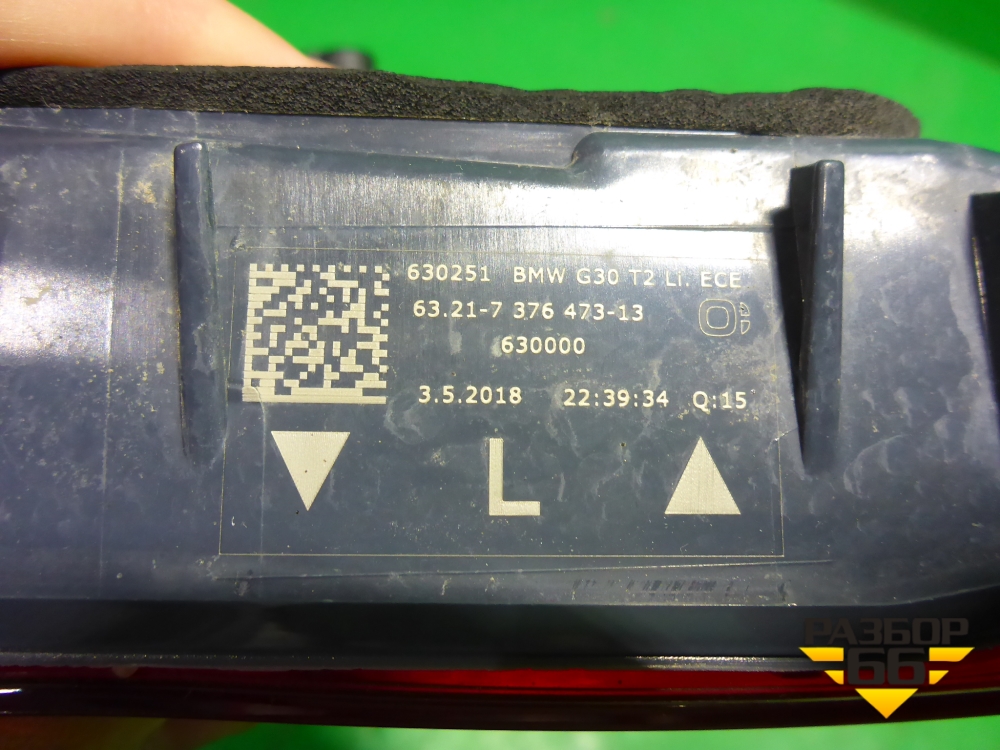 630251 BMW G30 T2 Li. ECE
63.21-7 376 473-13
630000
3.5.2018 22:39:34 Q:15
L
РАЗБОР
66